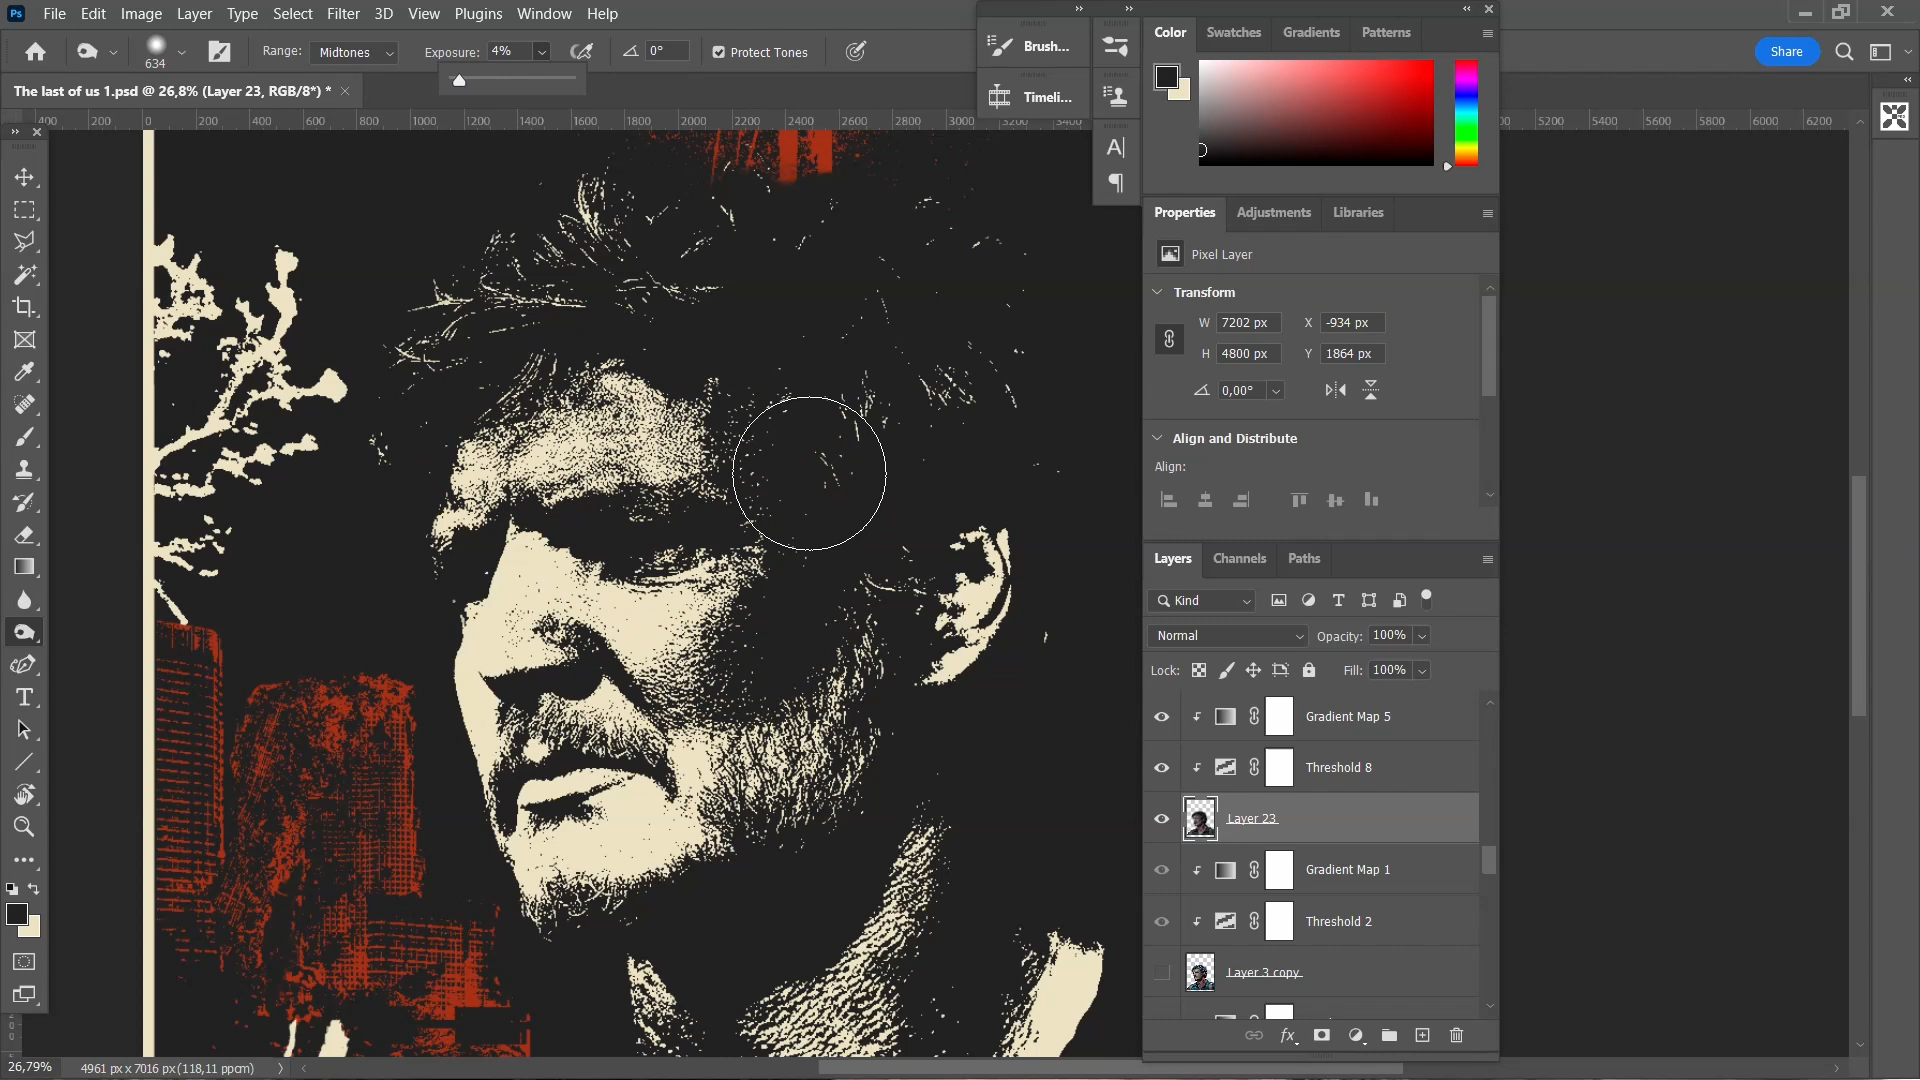 Ps File Edit Image Layer Type Select Filter 3D View Plugins Window Help
634 Range: Midtones Exposure: 4% 0° Protect Tones
Brush...
Timeli...
Color Swatches Gradients Patterns
Share
The last of us 1.psd @ 26,8% (Layer 23, RGB/8*) *
400 200 0 200 400 600 800 1000 1200 1400 1600 1800 2000 2200 2400 2600 2800 3000 3200 3400 5200 5400 5600 5800 6000 6200
Properties Adjustments Libraries
Pixel Layer
Transform
W 7202 px X -934 px
H 4800 px Y 1864 px
0,00°
Align and Distribute
Align:
Layers Channels Paths
Kind
Normal Opacity: 100%
Lock: Fill: 100%
Gradient Map 5
Threshold 8
Layer 23
Gradient Map 1
Threshold 2
Layer 3 copy
fx
26,79% 4961 px x 7016 px (118,11 ppcm)